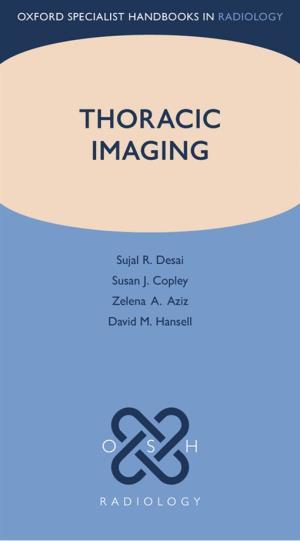 OXFORD SPECIALIST HANDBOOKS IN RADIOLOGY
THORACIC
IMAGING
Sujal R. Desai
Susan J. Copley
Zelena A. Aziz
David M. Hansell
O S H
RADIOLOGY